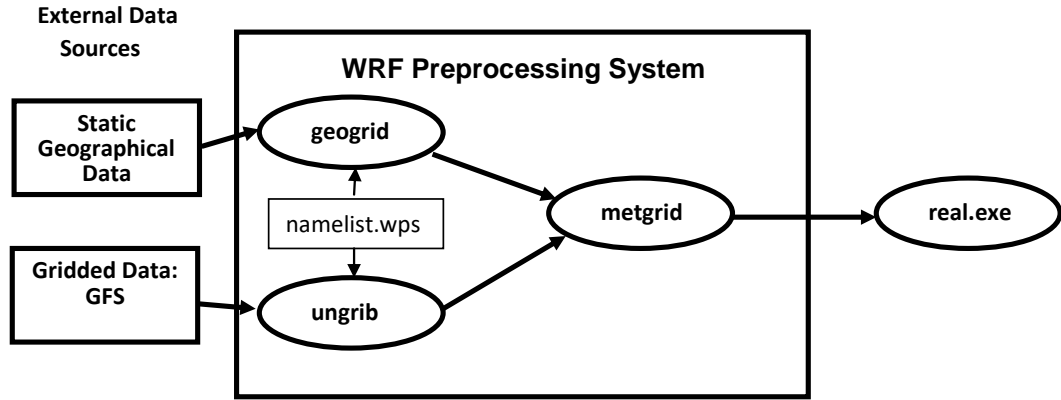 External Data
Sources
WRF Preprocessing System
Static
Geographical
Data
geogrid
namelist.wps
metgrid
real.exe
Gridded Data:
GFS
ungrib